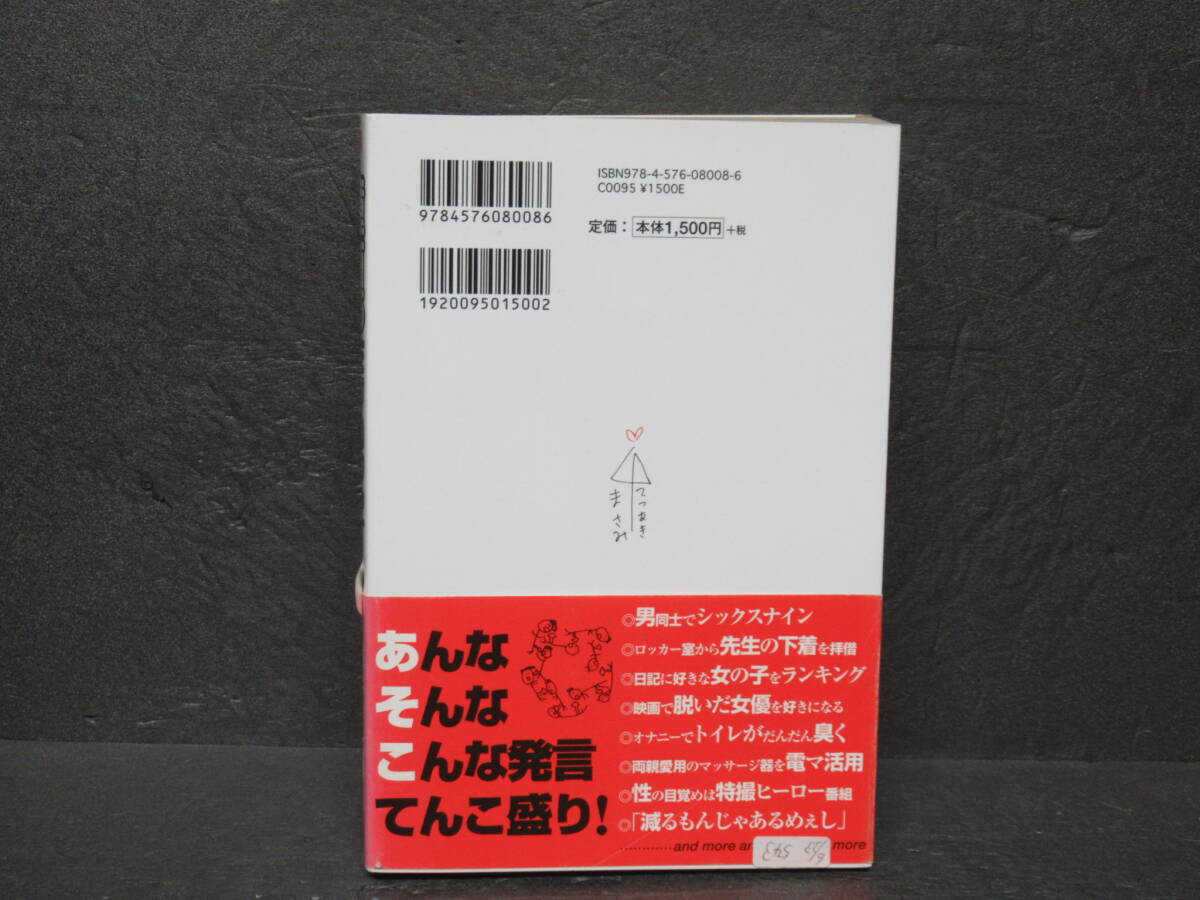 ISBN978-4-576-08008-6
C0095 ¥1500E
9784576080086
定価：本体1,500円+税
1920095015002
まさみ
てつあき
あんな
そんな
こんな発言
てんこ盛り!
◎男同士でシックスナイン
◎ロッカー室から先生の下着を拝借
◎日記に好きな女の子をランキング
◎映画で脱いだ女優を好きになる
◎オナニーでトイレがだんだん臭く
◎両親愛用のマッサージ器を電マ活用
◎性の目覚めは特撮ヒーロー番組
◎「減るもんじゃあるめぇし」
…………and more an more